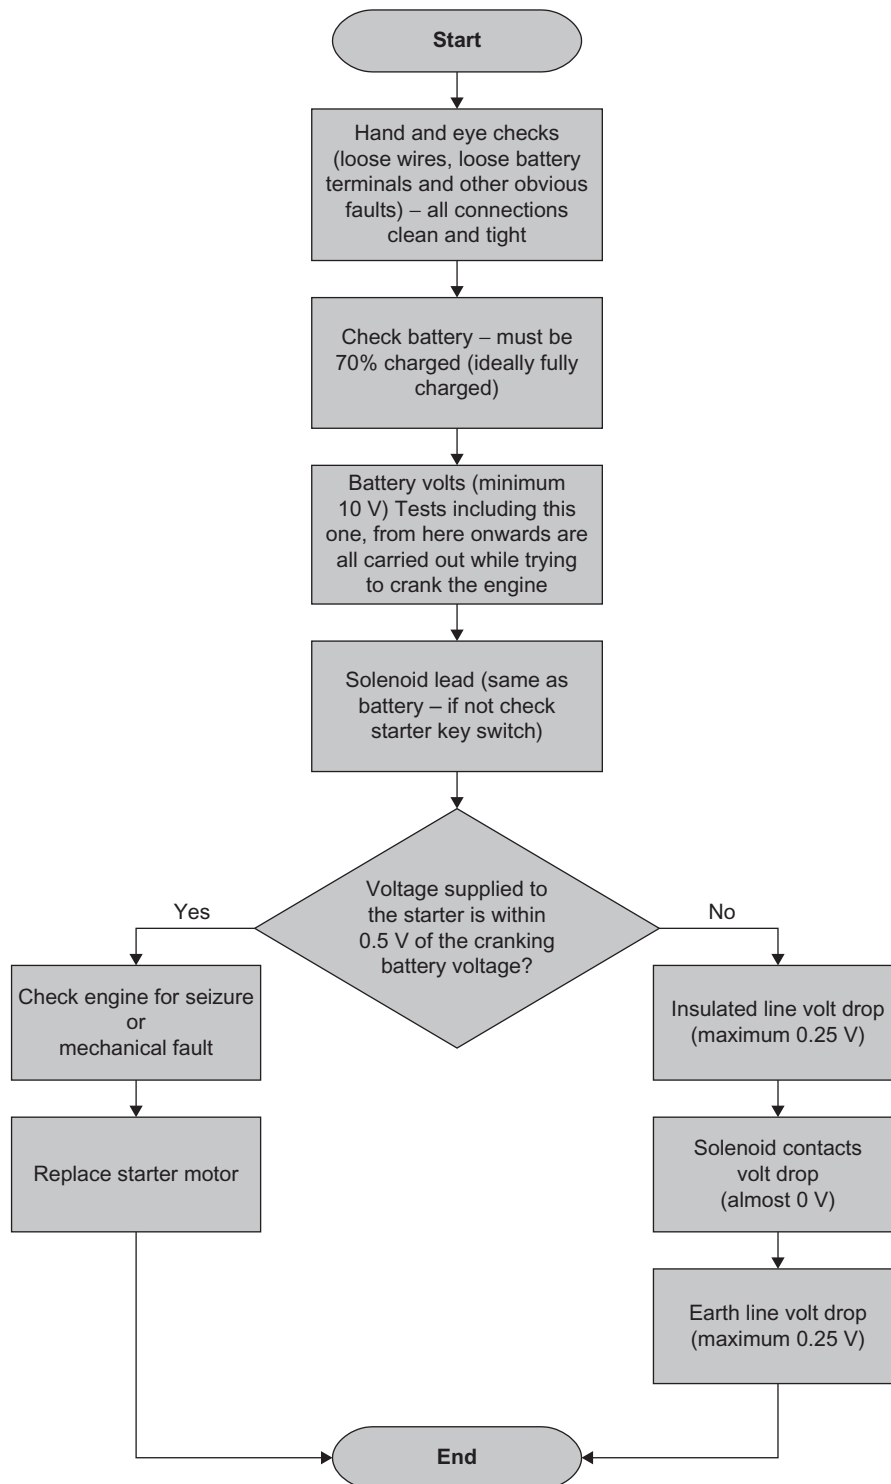 Start
Hand and eye checks
(loose wires, loose battery
terminals and other obvious
faults) – all connections
clean and tight
Check battery – must be
70% charged (ideally fully
charged)
Battery volts (minimum
10 V) Tests including this
one, from here onwards are
all carried out while trying
to crank the engine
Solenoid lead (same as
battery – if not check
starter key switch)
Voltage supplied to
the starter is within
0.5 V of the cranking
battery voltage?
Yes
No
Check engine for seizure
or
mechanical fault
Replace starter motor
Insulated line volt drop
(maximum 0.25 V)
Solenoid contacts
volt drop
(almost 0 V)
Earth line volt drop
(maximum 0.25 V)
End